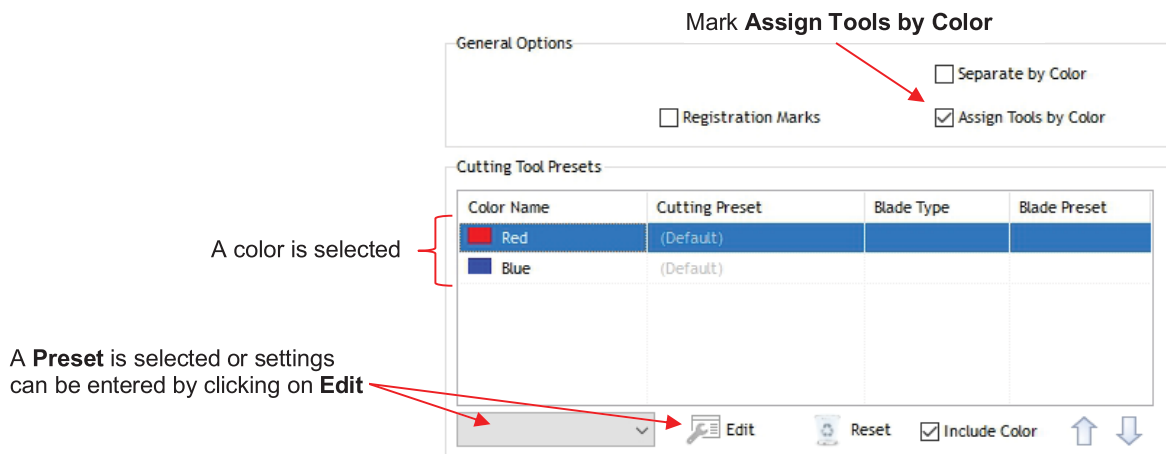 Mark Assign Tools by Color
General Options
Separate by Color
Registration Marks
Assign Tools by Color
Cutting Tool Presets
Color Name Cutting Preset Blade Type Blade Preset
Red (Default)
A color is selected
Blue (Default)
A Preset is selected or settings
can be entered by clicking on Edit
Edit Reset Include Color